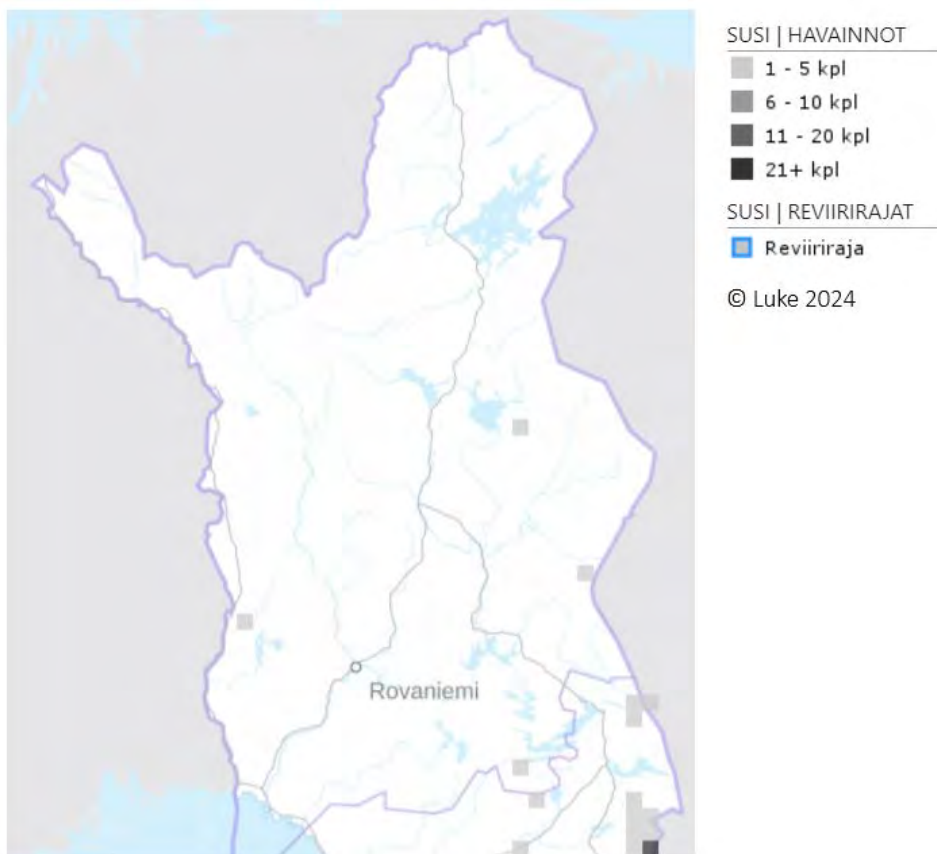 SUSI | HAVAINNOT
1 - 5 kpl
6 - 10 kpl
11 - 20 kpl
21+ kpl
SUSI | REVIIRIRAJAT
Reviiriraja
© Luke 2024
Rovaniemi